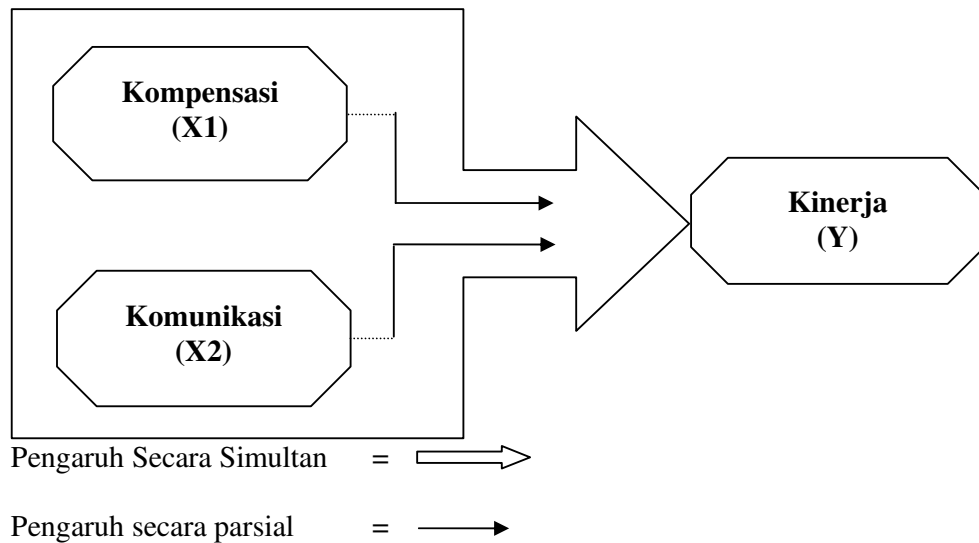 Kompensasi
(X1)
Kinerja
(Y)
Komunikasi
(X2)
Pengaruh Secara Simultan =
Pengaruh secara parsial =